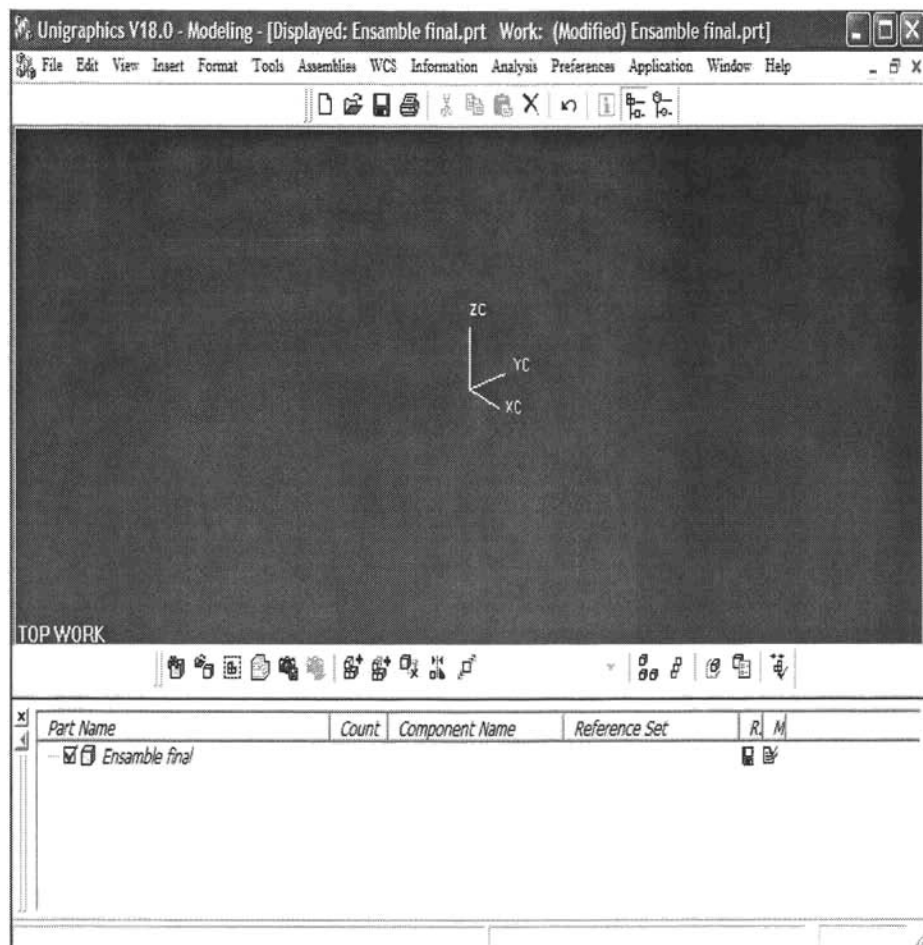 Unigraphics V18.0 - Modeling - [Displayed: Ensamble final.prt Work: (Modified) Ensamble final.prt]
File Edit View Insert Format Tools Assemblies WCS Information Analysis Preferences Application Window Help
ZC
YC
XC
TOP WORK
Part Name Count Component Name Reference Set R. M
Ensamble final